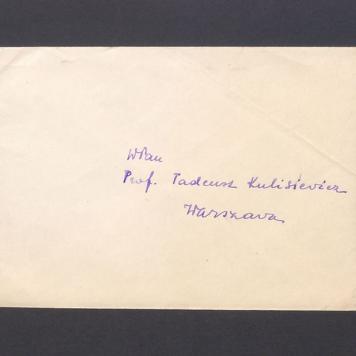 WPan
Prof. Tadeusz Kulisiewicz
Warszawa